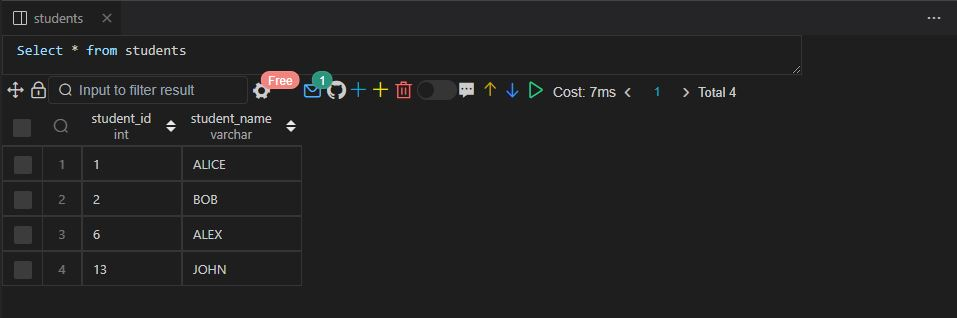 students
Select * from students
Input to filter result Free 1 Cost: 7ms 1 Total 4
student_id student_name
int varchar
1 1 ALICE
2 2 BOB
3 6 ALEX
4 13 JOHN